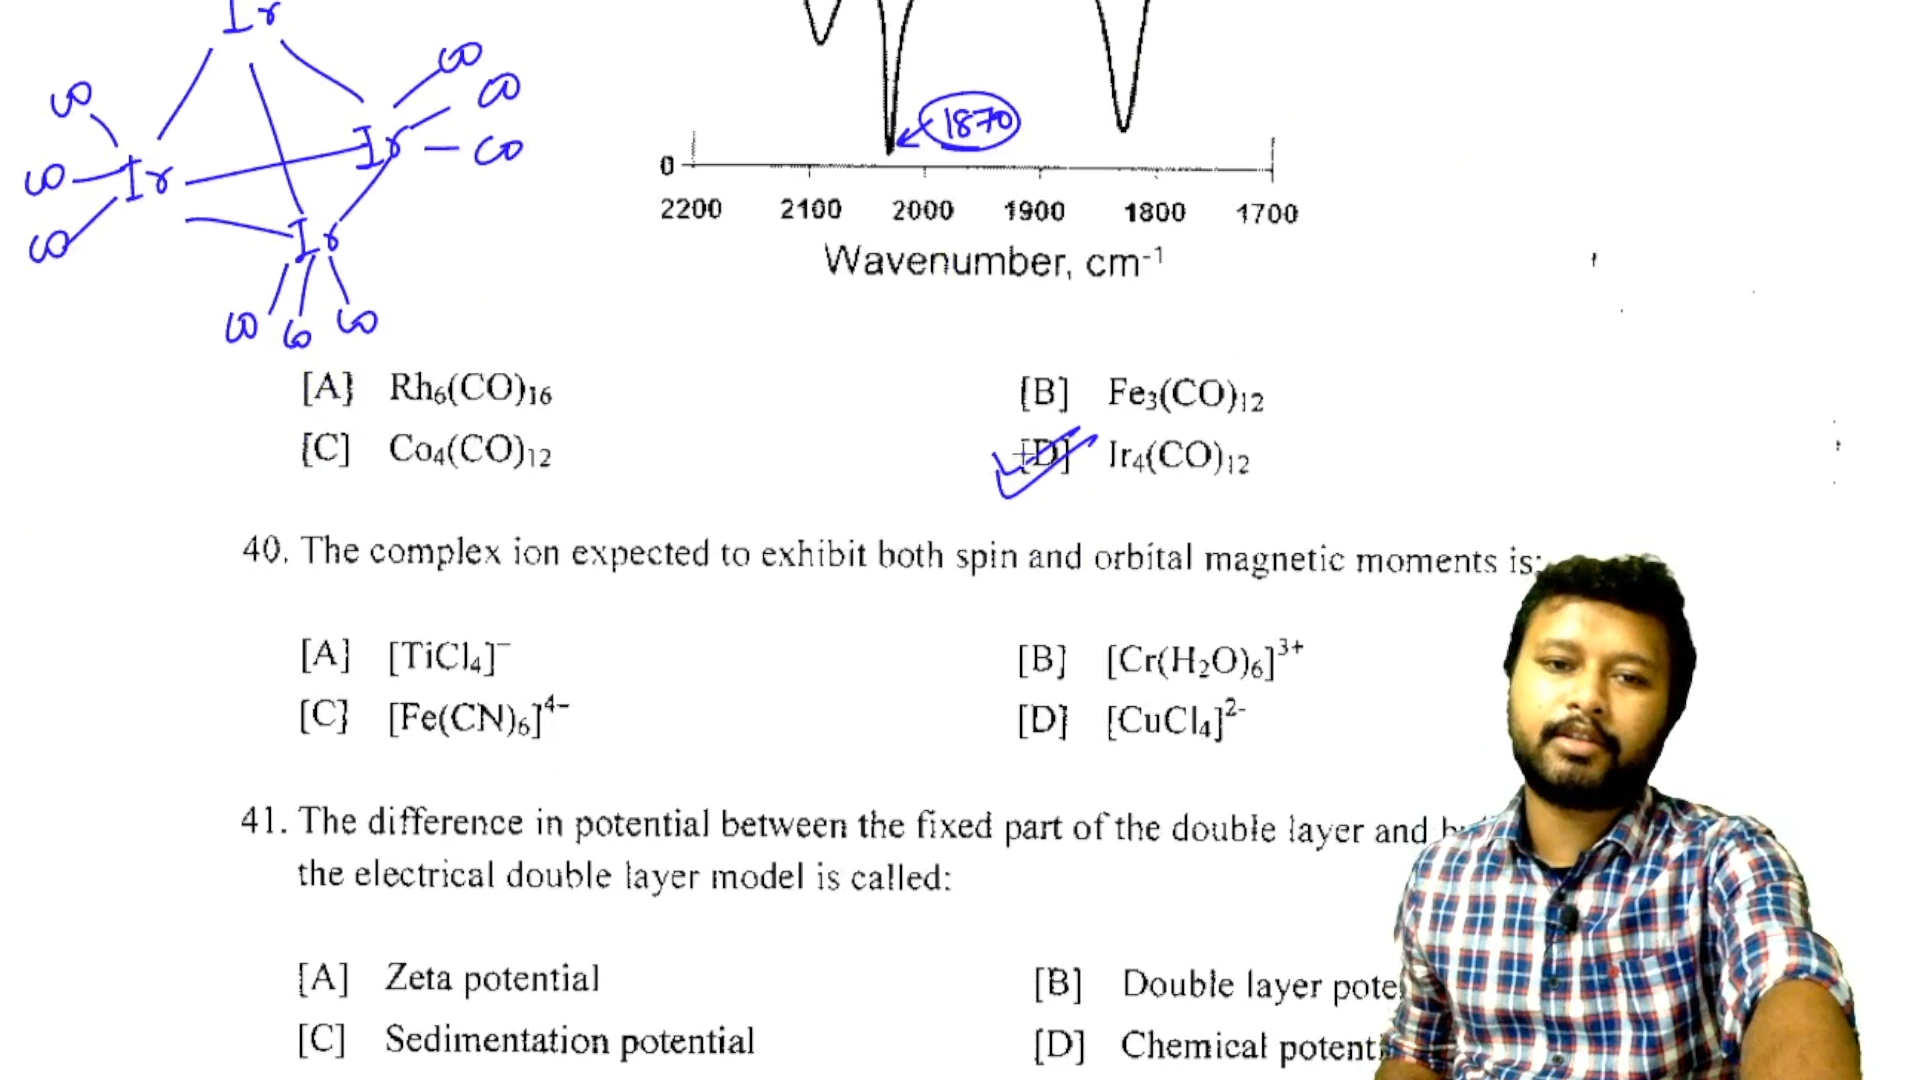 Ir
CO
CO
CO
CO
Ir
Ir
CO
CO
Ir
CO
CO
CO
1870
0
2200 2100 2000 1900 1800 1700
Wavenumber, cm⁻¹
[A] Rh₆(CO)₁₆ [B] Fe₃(CO)₁₂
[C] Co₄(CO)₁₂ [D] Ir₄(CO)₁₂
40. The complex ion expected to exhibit both spin and orbital magnetic moments is:
[A] [TiCl₄]⁻ [B] [Cr(H₂O)₆]³⁺
[C] [Fe(CN)₆]⁴⁻ [D] [CuCl₄]²⁻
41. The difference in potential between the fixed part of the double layer and
the electrical double layer model is called:
[A] Zeta potential [B] Double layer
[C] Sedimentation potential [D] Chemical